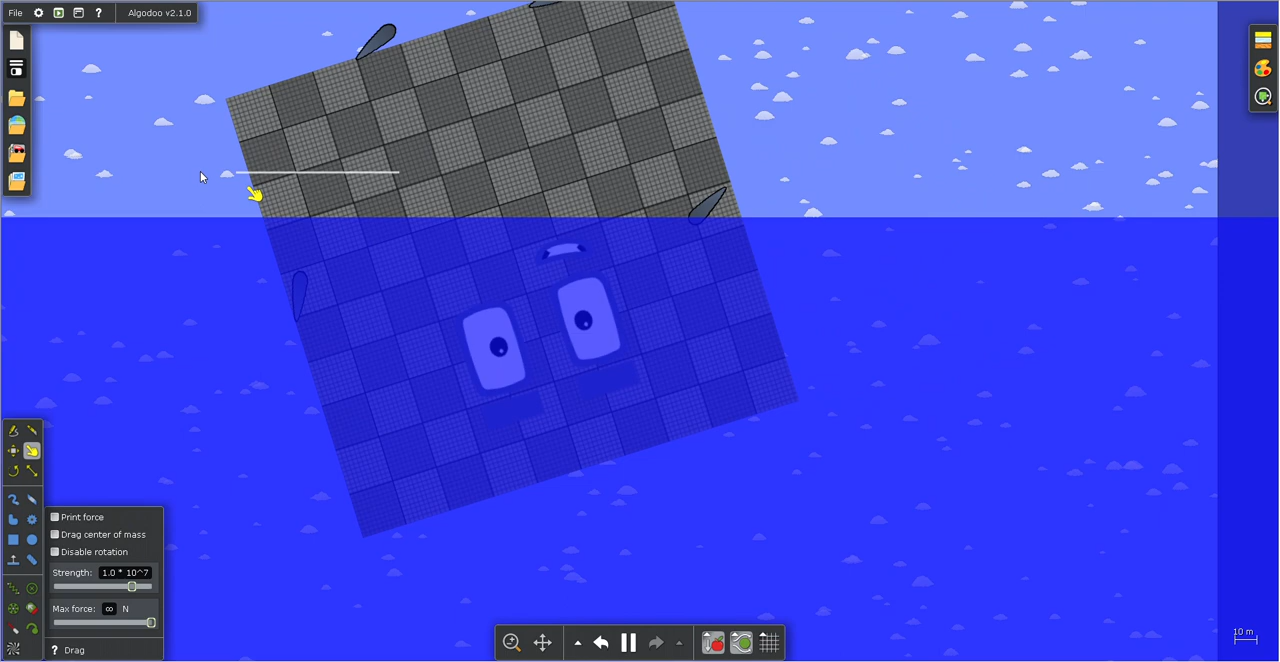 File ? Algodoo v2.1.0
Print force
Drag center of mass
Disable rotation
Strength: 1.0 * 10^7
Max force: ∞ N
? Drag
10 m